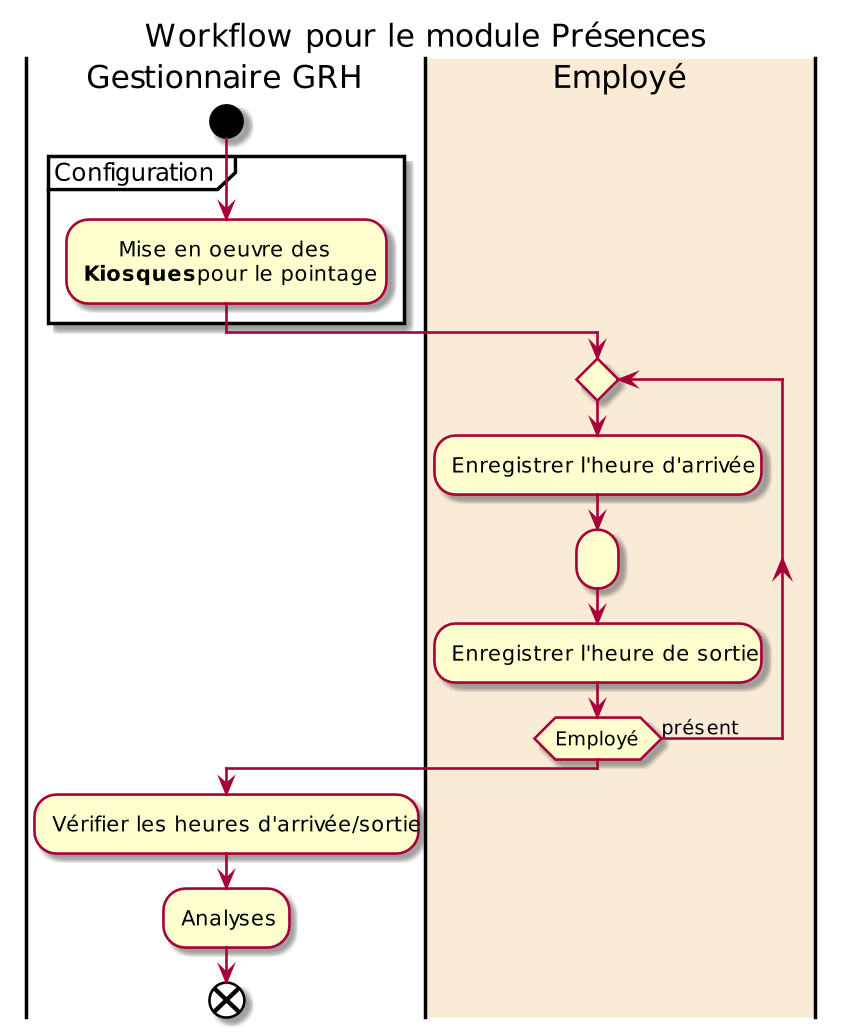 Workflow pour le module Présences
Gestionnaire GRH
Employé
Configuration
Mise en oeuvre des
Kiosques pour le pointage
Enregistrer l'heure d'arrivée
Enregistrer l'heure de sortie
Employé
présent
Vérifier les heures d'arrivée/sortie
Analyses